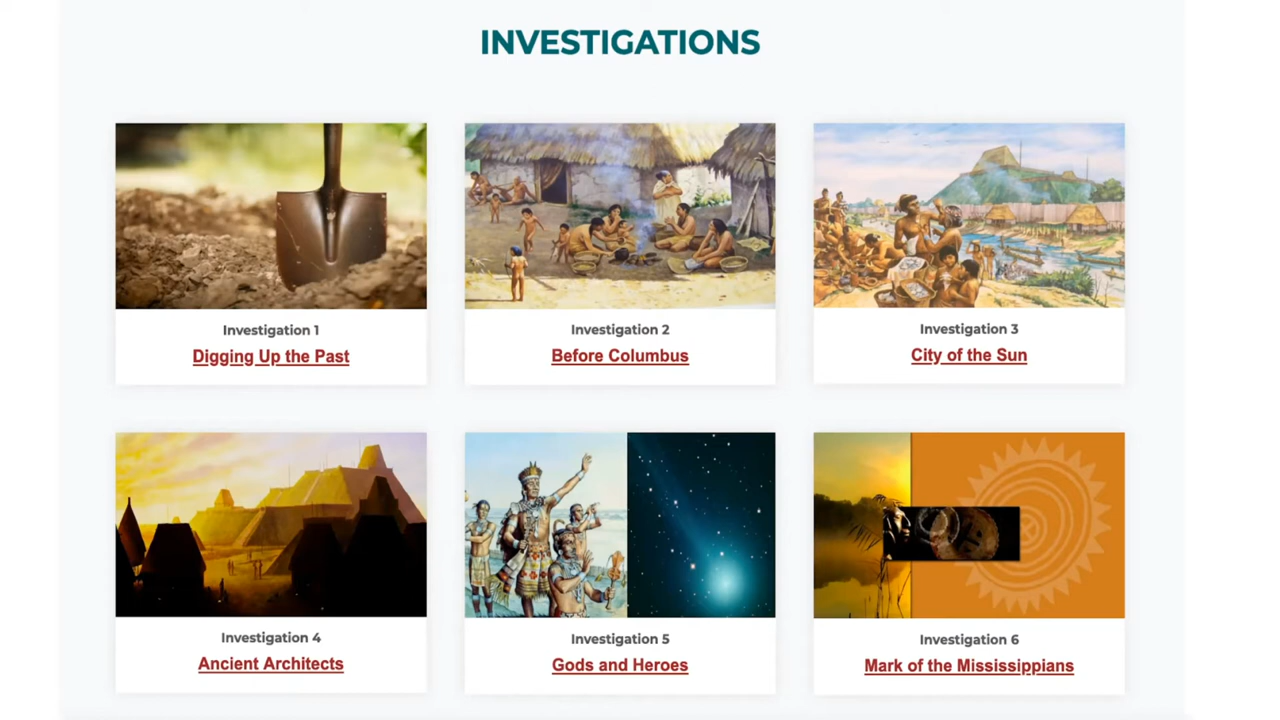 INVESTIGATIONS
Investigation 1
Digging Up the Past
Investigation 2
Before Columbus
Investigation 3
City of the Sun
Investigation 4
Ancient Architects
Investigation 5
Gods and Heroes
Investigation 6
Mark of the Mississippians